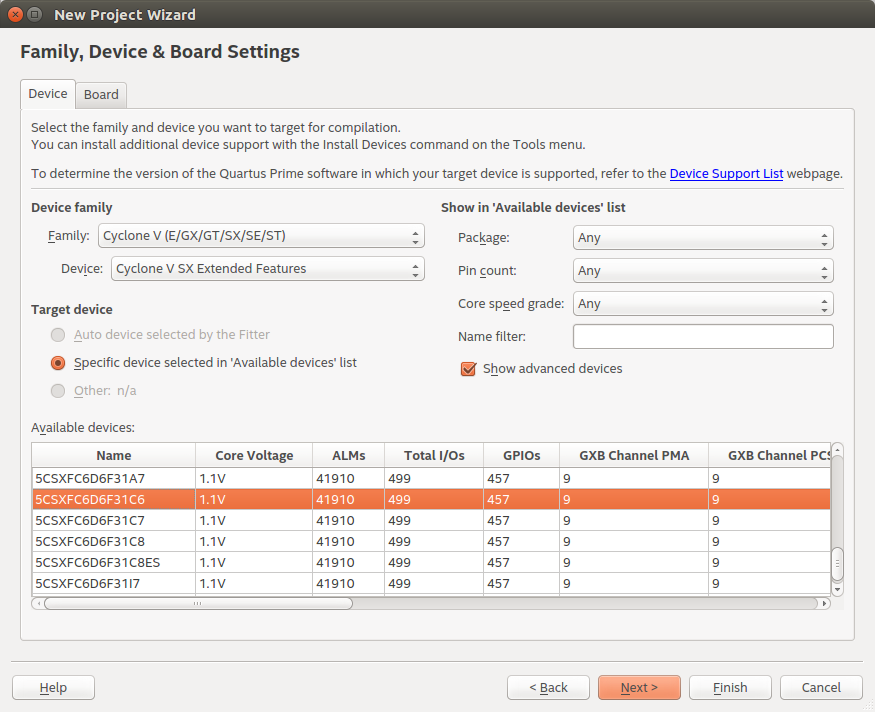 New Project Wizard
Family, Device & Board Settings
Device Board
Select the family and device you want to target for compilation.
You can install additional device support with the Install Devices command on the Tools menu.
To determine the version of the Quartus Prime software in which your target device is supported, refer to the Device Support List webpage.
Device family
Family: Cyclone V (E/GX/GT/SX/SE/ST)
Device: Cyclone V SX Extended Features
Target device
Auto device selected by the Fitter
Specific device selected in 'Available devices' list
Other: n/a
Show in 'Available devices' list
Package: Any
Pin count: Any
Core speed grade: Any
Name filter:
Show advanced devices
Available devices:
Name Core Voltage ALMs Total I/Os GPIOs GXB Channel PMA GXB Channel PCS
5CSXFC6D6F31A7 1.1V 41910 499 457 9 9
5CSXFC6D6F31C6 1.1V 41910 499 457 9 9
5CSXFC6D6F31C7 1.1V 41910 499 457 9 9
5CSXFC6D6F31C8 1.1V 41910 499 457 9 9
5CSXFC6D6F31C8ES 1.1V 41910 499 457 9 9
5CSXFC6D6F31I7 1.1V 41910 499 457 9 9
Help < Back Next > Finish Cancel